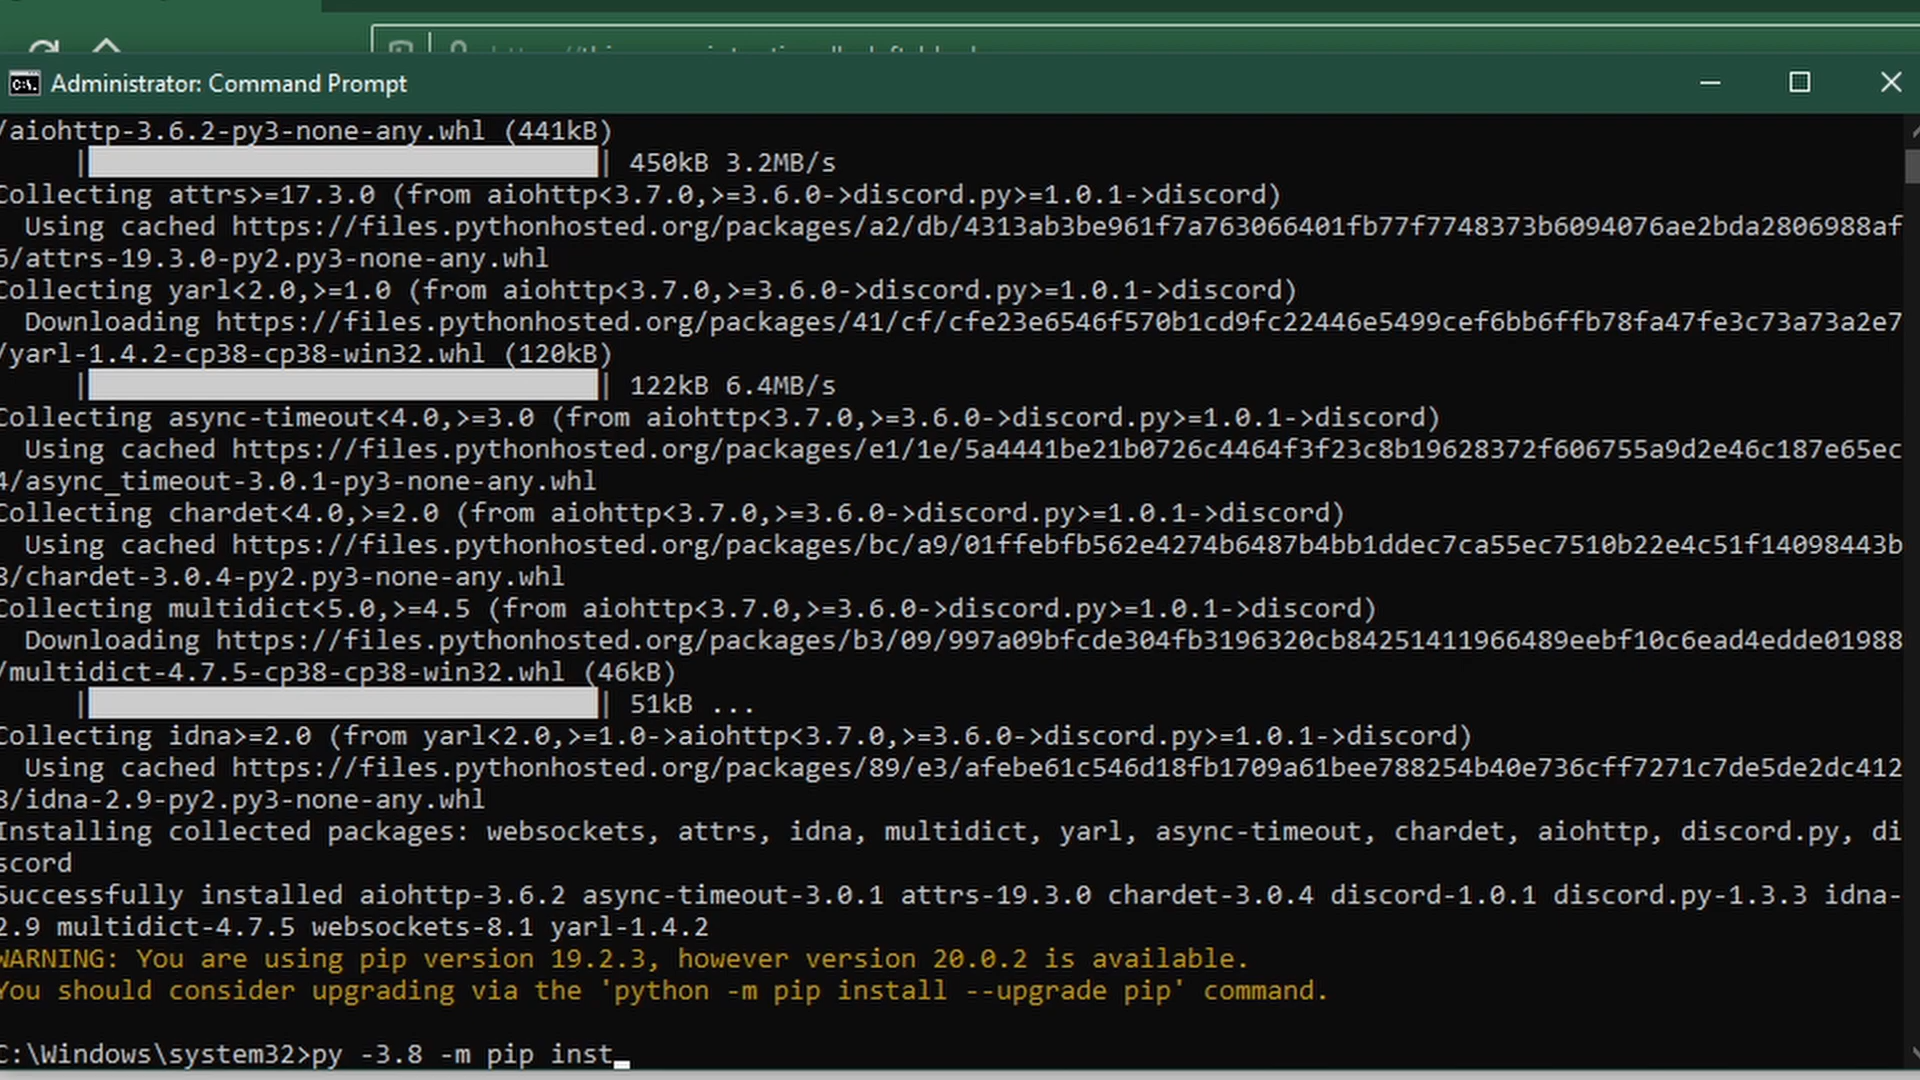 Administrator: Command Prompt
/aiohttp-3.6.2-py3-none-any.whl (441kB)
| 450kB 3.2MB/s
Collecting attrs>=17.3.0 (from aiohttp<3.7.0,>=3.6.0->discord.py>=1.0.1->discord)
Using cached https://files.pythonhosted.org/packages/a2/db/4313ab3be961f7a763066401fb77f7748373b6094076ae2bda2806988af
6/attrs-19.3.0-py2.py3-none-any.whl
Collecting yarl<2.0,>=1.0 (from aiohttp<3.7.0,>=3.6.0->discord.py>=1.0.1->discord)
Downloading https://files.pythonhosted.org/packages/41/cf/cfe23e6546f570b1cd9fc22446e5499cef6bb6ffb78fa47fe3c73a73a2e7
/yarl-1.4.2-cp38-cp38-win32.whl (120kB)
| 122kB 6.4MB/s
Collecting async-timeout<4.0,>=3.0 (from aiohttp<3.7.0,>=3.6.0->discord.py>=1.0.1->discord)
Using cached https://files.pythonhosted.org/packages/e1/1e/5a4441be21b0726c4464f3f23c8b19628372f606755a9d2e46c187e65ec
4/async_timeout-3.0.1-py3-none-any.whl
Collecting chardet<4.0,>=2.0 (from aiohttp<3.7.0,>=3.6.0->discord.py>=1.0.1->discord)
Using cached https://files.pythonhosted.org/packages/bc/a9/01ffebfb562e4274b6487b4bb1ddec7ca55ec7510b22e4c51f14098443b
8/chardet-3.0.4-py2.py3-none-any.whl
Collecting multidict<5.0,>=4.5 (from aiohttp<3.7.0,>=3.6.0->discord.py>=1.0.1->discord)
Downloading https://files.pythonhosted.org/packages/b3/09/997a09bfcde304fb3196320cb84251411966489eebf10c6ead4edde01988
/multidict-4.7.5-cp38-cp38-win32.whl (46kB)
| 51kB ...
Collecting idna>=2.0 (from yarl<2.0,>=1.0->aiohttp<3.7.0,>=3.6.0->discord.py>=1.0.1->discord)
Using cached https://files.pythonhosted.org/packages/89/e3/afebe61c546d18fb1709a61bee788254b40e736cff7271c7de5de2dc412
8/idna-2.9-py2.py3-none-any.whl
Installing collected packages: websockets, attrs, idna, multidict, yarl, async-timeout, chardet, aiohttp, discord.py, di
scord
Successfully installed aiohttp-3.6.2 async-timeout-3.0.1 attrs-19.3.0 chardet-3.0.4 discord-1.0.1 discord.py-1.3.3 idna-
2.9 multidict-4.7.5 websockets-8.1 yarl-1.4.2
WARNING: You are using pip version 19.2.3, however version 20.0.2 is available.
You should consider upgrading via the 'python -m pip install --upgrade pip' command.
C:\Windows\system32>py -3.8 -m pip inst